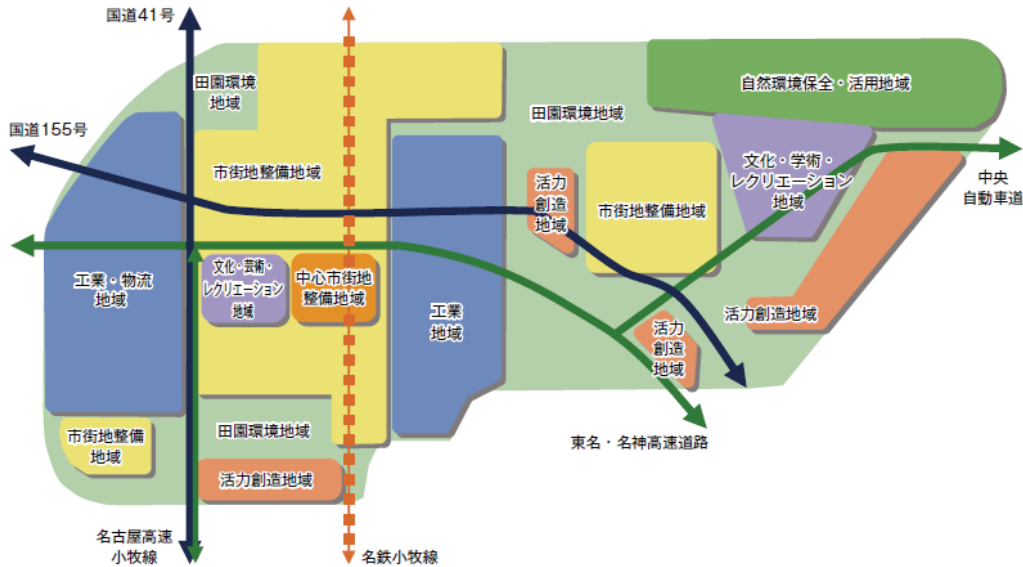 国道41号
田園環境
地域
自然環境保全・活用地域
田園環境地域
国道155号
市街地整備地域
文化・学術・
レクリエーション
地域
中央
自動車道
活力
創造
地域
市街地整備地域
工業・物流
地域
文化・芸術・
レクリエーション
地域
中心市街地
整備地域
工業
地域
活力創造地域
活力
創造
地域
市街地整備
地域
田園環境地域
東名・名神高速道路
活力創造地域
名古屋高速
小牧線
名鉄小牧線